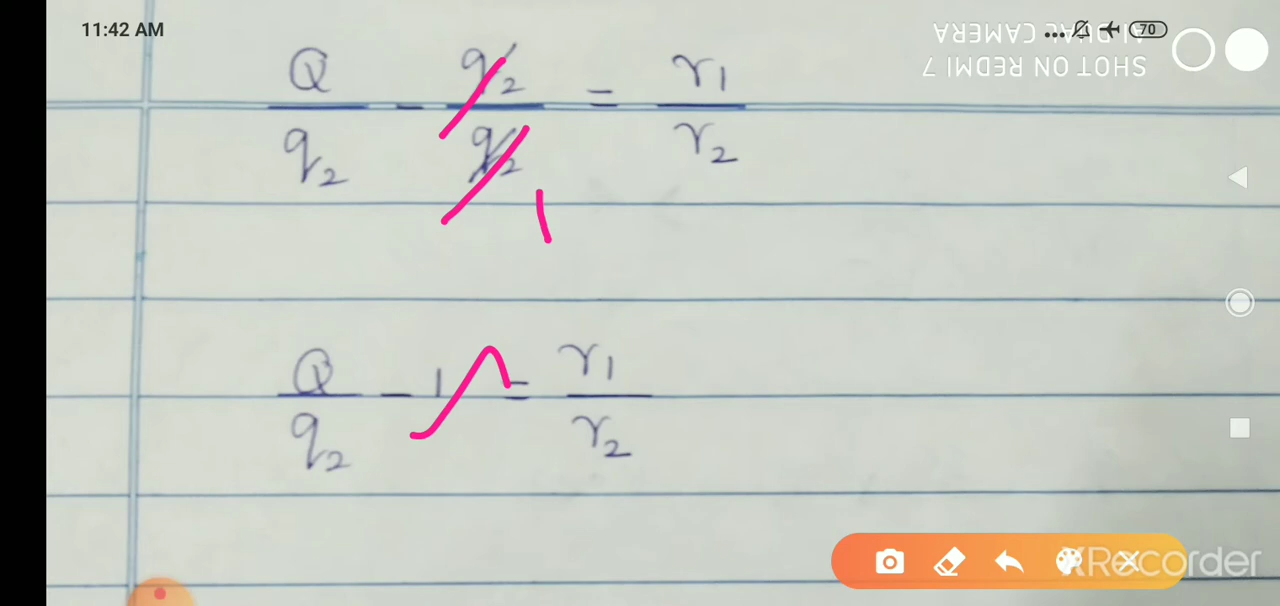 11:42 AM
... 70
AI DUAL CAMERA
SHOT ON REDMI 7
Q/q₂ - q₂/q₂ = r₁/r₂
1
Q/q₂ - 1 = r₁/r₂
XRecorder